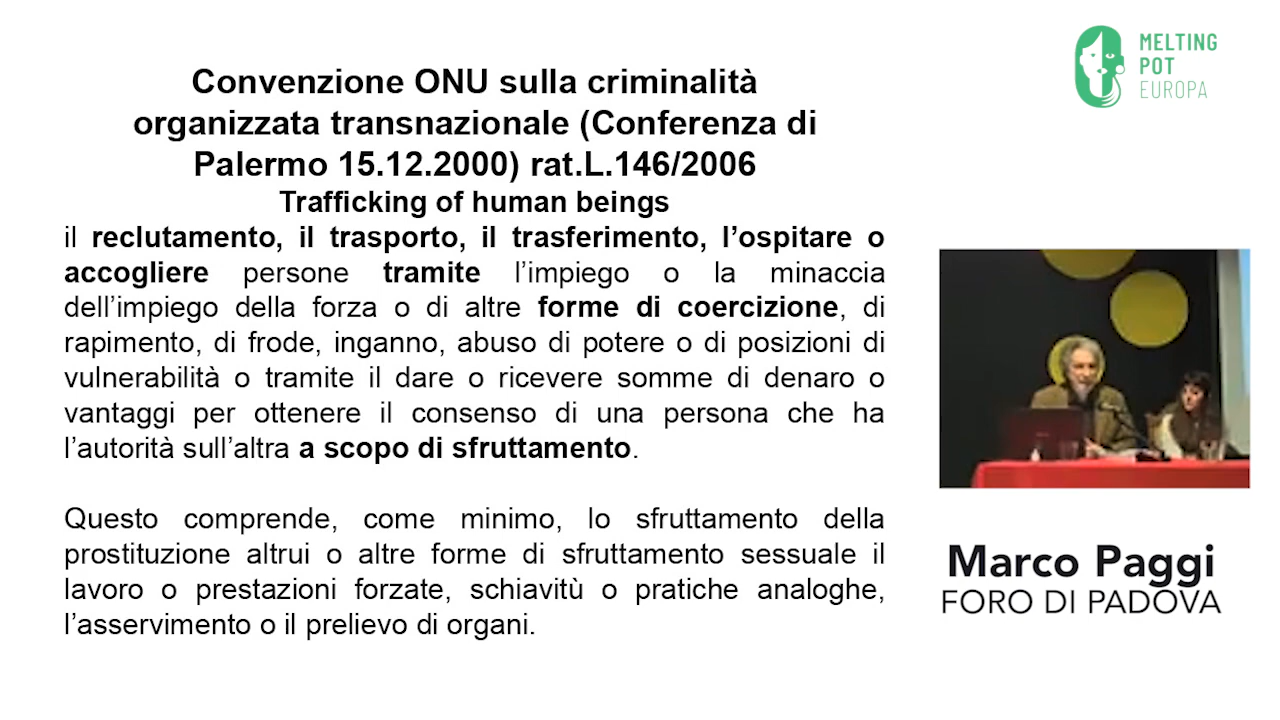 MELTING
POT
EUROPA
Convenzione ONU sulla criminalità
organizzata transnazionale (Conferenza di
Palermo 15.12.2000) rat.L.146/2006
Trafficking of human beings
il reclutamento, il trasporto, il trasferimento, l’ospitare o
accogliere persone tramite l’impiego o la minaccia
dell’impiego della forza o di altre forme di coercizione, di
rapimento, di frode, inganno, abuso di potere o di posizioni di
vulnerabilità o tramite il dare o ricevere somme di denaro o
vantaggi per ottenere il consenso di una persona che ha
l’autorità sull’altra a scopo di sfruttamento.
Questo comprende, come minimo, lo sfruttamento della
prostituzione altrui o altre forme di sfruttamento sessuale il
lavoro o prestazioni forzate, schiavitù o pratiche analoghe,
l’asservimento o il prelievo di organi.
Marco Paggi
FORO DI PADOVA